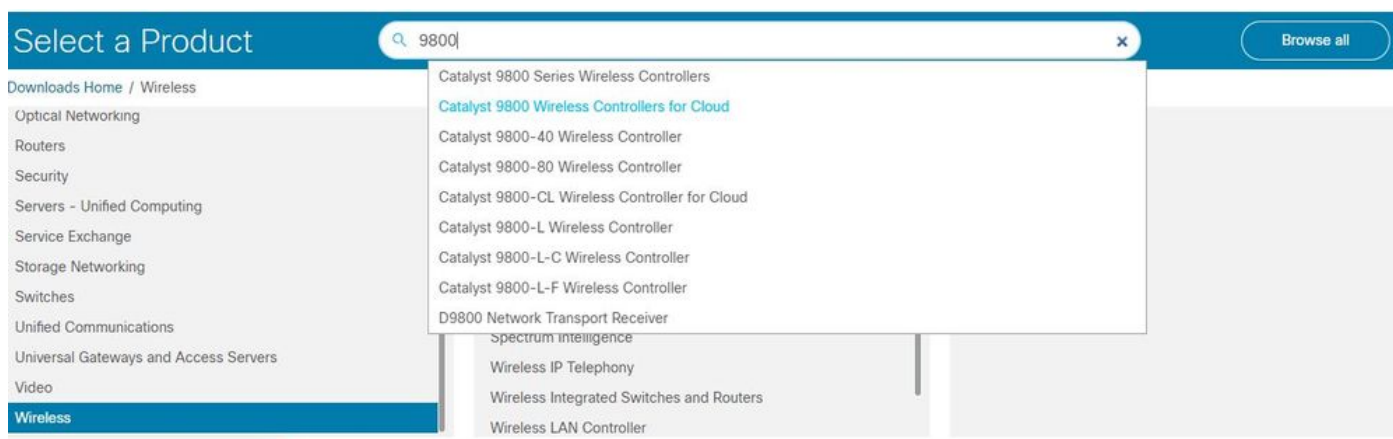 Select a Product
9800
Browse all
Downloads Home / Wireless
Catalyst 9800 Series Wireless Controllers
Catalyst 9800 Wireless Controllers for Cloud
Catalyst 9800-40 Wireless Controller
Catalyst 9800-80 Wireless Controller
Catalyst 9800-CL Wireless Controller for Cloud
Catalyst 9800-L Wireless Controller
Catalyst 9800-L-C Wireless Controller
Catalyst 9800-L-F Wireless Controller
D9800 Network Transport Receiver
Optical Networking
Routers
Security
Servers - Unified Computing
Service Exchange
Storage Networking
Switches
Unified Communications
Universal Gateways and Access Servers
Video
Wireless
Spectrum Intelligence
Wireless IP Telephony
Wireless Integrated Switches and Routers
Wireless LAN Controller